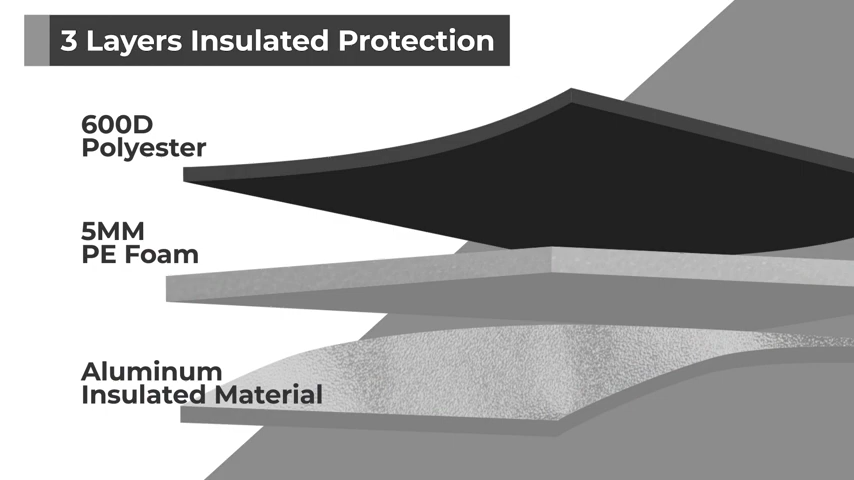 3 Layers Insulated Protection
600D
Polyester
5MM
PE Foam
Aluminum
Insulated Material